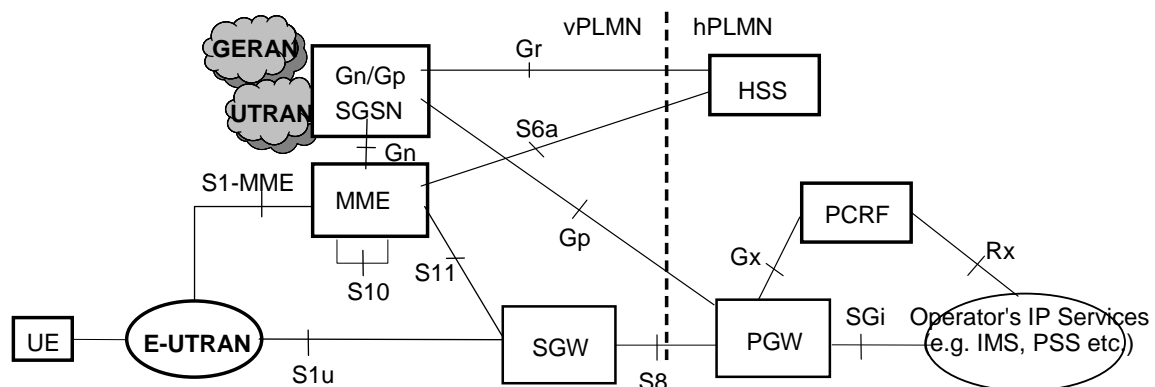 vPLMN
hPLMN
GERAN
Gr
Gn/Gp
SGSN
HSS
UTRAN
S6a
Gn
S1-MME
MME
PCRF
Gp
Gx
Rx
S11
S10
SGi
Operator's IP Services
(e.g. IMS, PSS etc.)
UE
E-UTRAN
SGW
PGW
S1u
S8